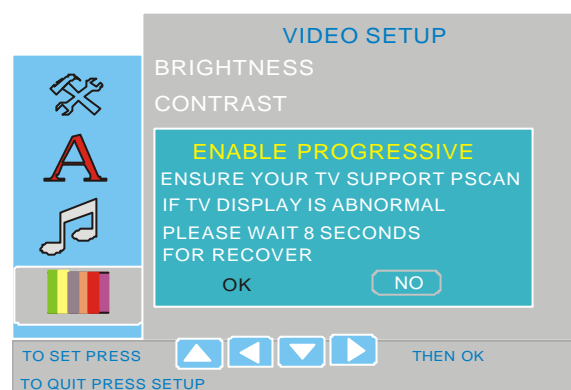 VIDEO SETUP
BRIGHTNESS
CONTRAST
A
ENABLE PROGRESSIVE
ENSURE YOUR TV SUPPORT PSCAN
IF TV DISPLAY IS ABNORMAL
PLEASE WAIT 8 SECONDS
FOR RECOVER
OK NO
TO SET PRESS THEN OK
TO QUIT PRESS SETUP